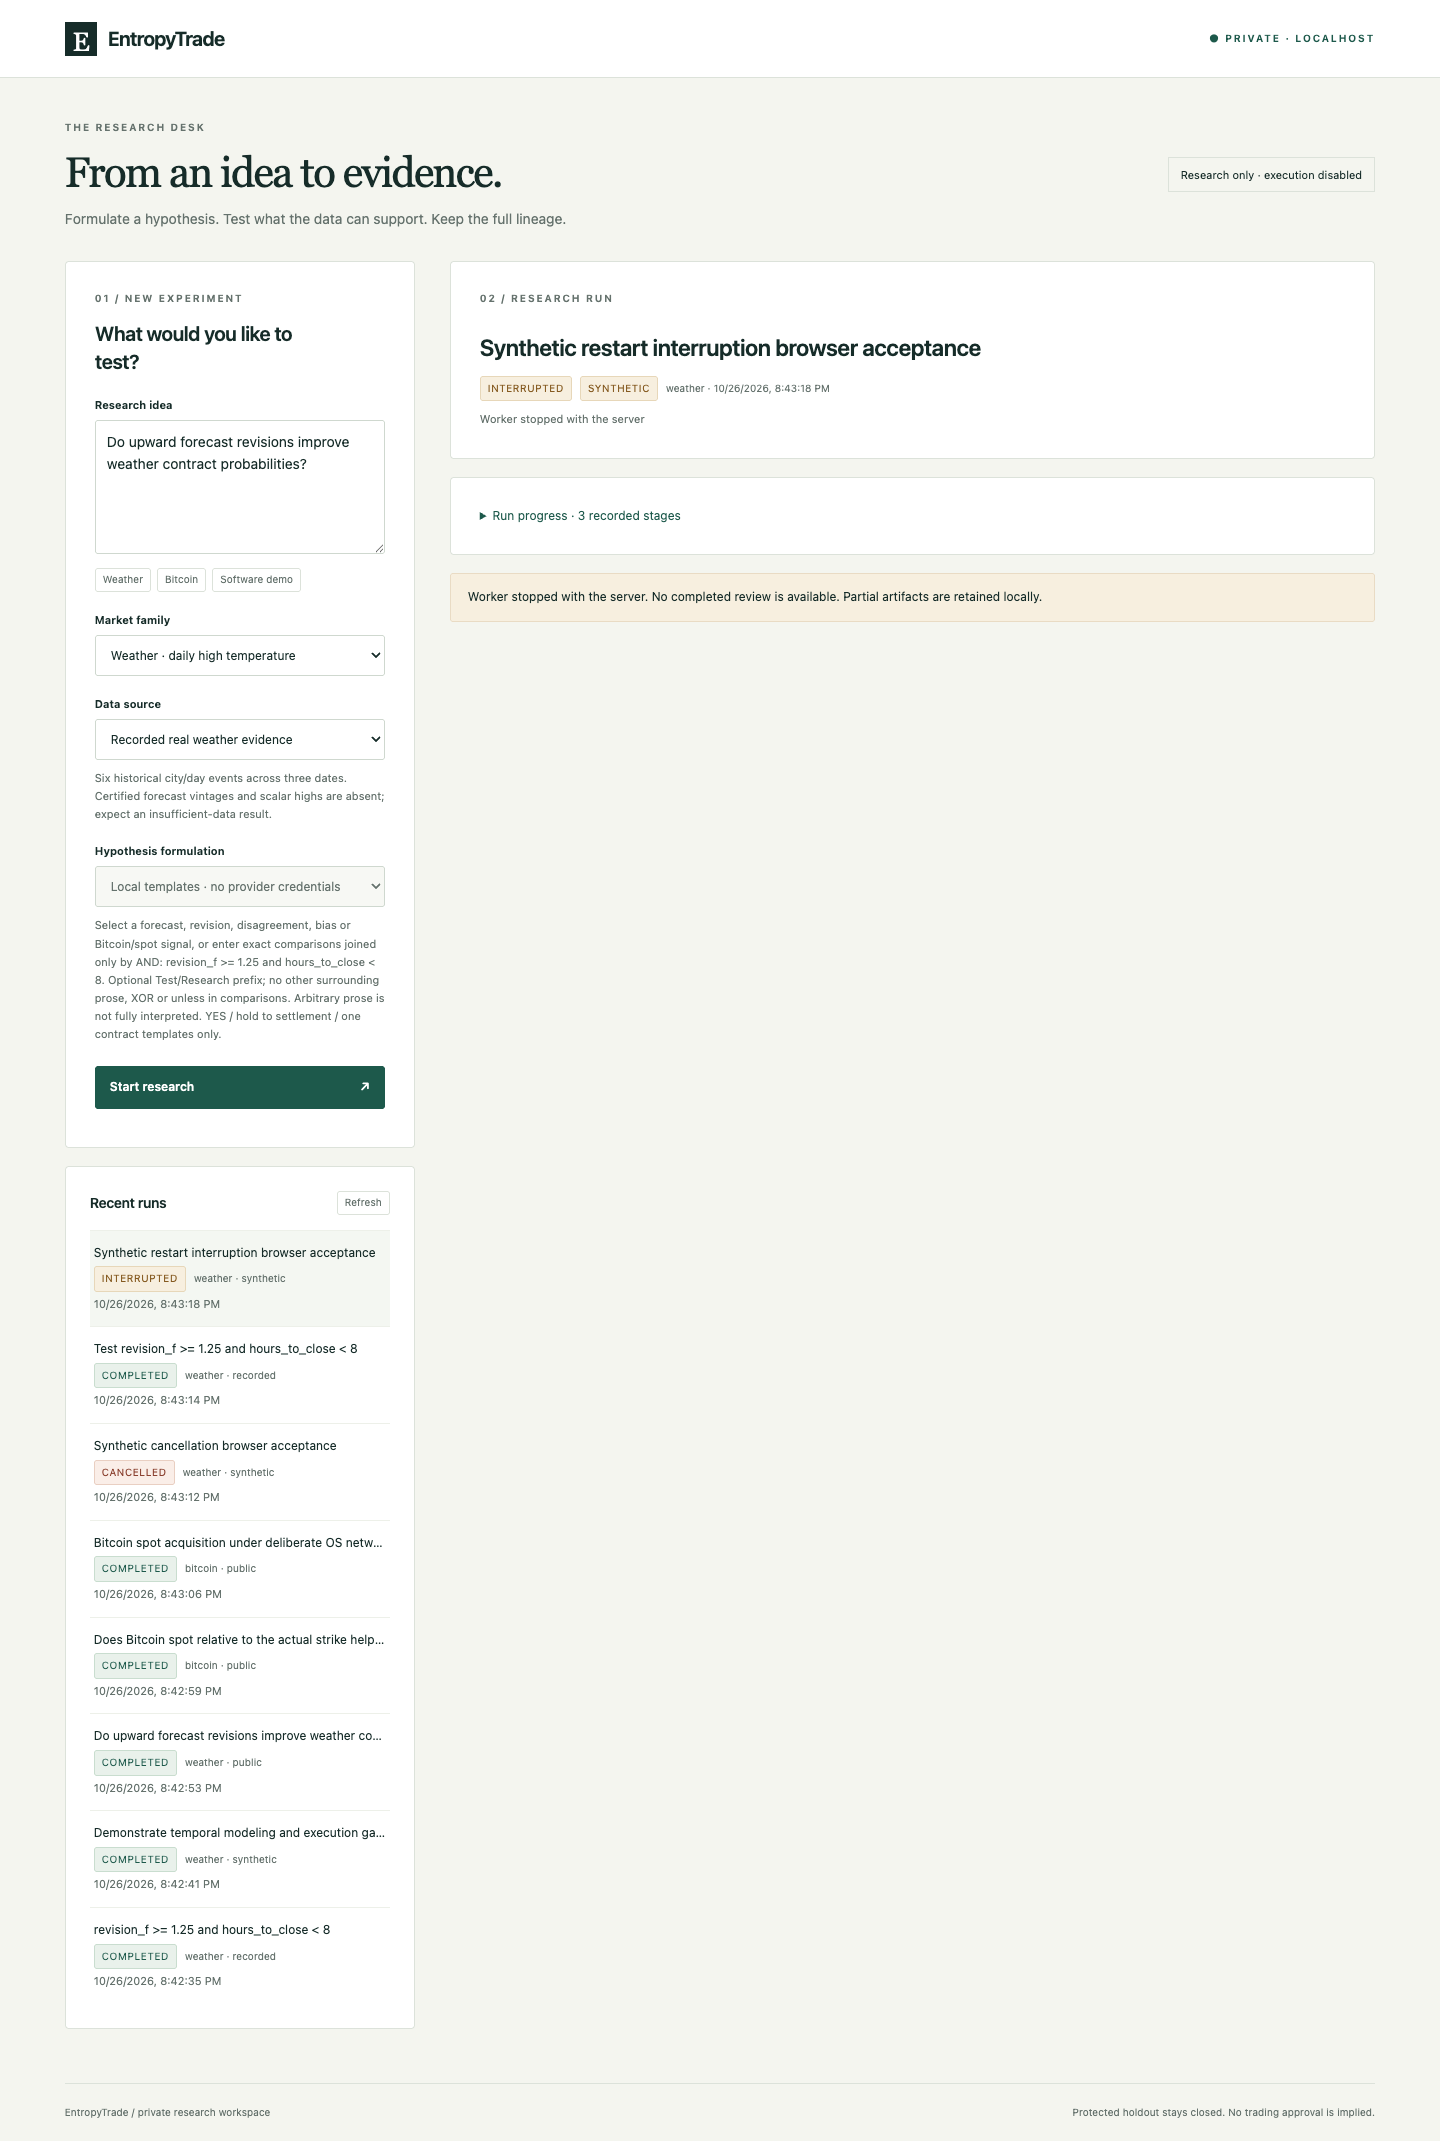 E EntropyTrade
PRIVATE · LOCALHOST
THE RESEARCH DESK
From an idea to evidence.
Research only · execution disabled
Formulate a hypothesis. Test what the data can support. Keep the full lineage.
01 / NEW EXPERIMENT
What would you like to
test?
Research idea
Do upward forecast revisions improve
weather contract probabilities?
Weather Bitcoin Software demo
Market family
Weather · daily high temperature
Data source
Recorded real weather evidence
Six historical city/day events across three dates.
Certified forecast vintages and scalar highs are absent;
expect an insufficient-data result.
Hypothesis formulation
Local templates · no provider credentials
Select a forecast, revision, disagreement, bias or
Bitcoin/spot signal, or enter exact comparisons joined
only by AND: revision_f >= 1.25 and hours_to_close <
8. Optional Test/Research prefix; no other surrounding
prose, XOR or unless in comparisons. Arbitrary prose is
not fully interpreted. YES / hold to settlement / one
contract templates only.
Start research ↗
02 / RESEARCH RUN
Synthetic restart interruption browser acceptance
INTERRUPTED SYNTHETIC weather · 10/26/2026, 8:43:18 PM
Worker stopped with the server
Run progress · 3 recorded stages
Worker stopped with the server. No completed review is available. Partial artifacts are retained locally.
Recent runs
Refresh
Synthetic restart interruption browser acceptance
INTERRUPTED weather · synthetic
10/26/2026, 8:43:18 PM
Test revision_f >= 1.25 and hours_to_close < 8
COMPLETED weather · recorded
10/26/2026, 8:43:14 PM
Synthetic cancellation browser acceptance
CANCELLED weather · synthetic
10/26/2026, 8:43:12 PM
Bitcoin spot acquisition under deliberate OS netw...
COMPLETED bitcoin · public
10/26/2026, 8:43:06 PM
Does Bitcoin spot relative to the actual strike help...
COMPLETED bitcoin · public
10/26/2026, 8:42:59 PM
Do upward forecast revisions improve weather co...
COMPLETED weather · public
10/26/2026, 8:42:53 PM
Demonstrate temporal modeling and execution ga...
COMPLETED weather · synthetic
10/26/2026, 8:42:41 PM
revision_f >= 1.25 and hours_to_close < 8
COMPLETED weather · recorded
10/26/2026, 8:42:35 PM
EntropyTrade / private research workspace
Protected holdout stays closed. No trading approval is implied.